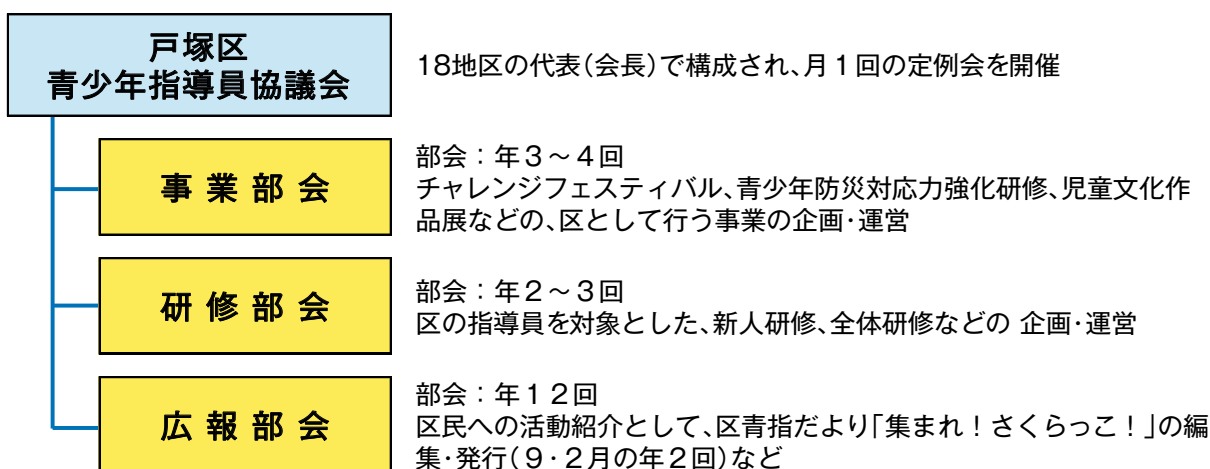 戸塚区
青少年指導員協議会
18地区の代表(会長)で構成され、月1回の定例会を開催
事業部会
部会:年3~4回
チャレンジフェスティバル、青少年防災対応力強化研修、児童文化作
品展などの、区として行う事業の企画・運営
研修部会
部会:年2~3回
区の指導員を対象とした、新人研修、全体研修などの 企画・運営
広報部会
部会:年12回
区民への活動紹介として、区青指だより「集まれ!さくらっこ!」の編
集・発行(9・2月の年2回)など